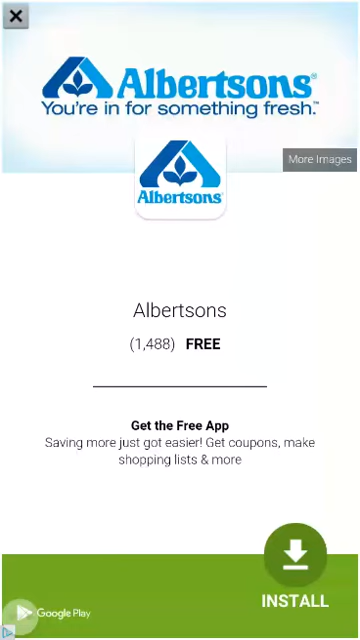 Albertsons®
You're in for something fresh.™
More Images
Albertsons
Albertsons
(1,488) FREE
Get the Free App
Saving more just got easier! Get coupons, make
shopping lists & more
INSTALL
Google Play